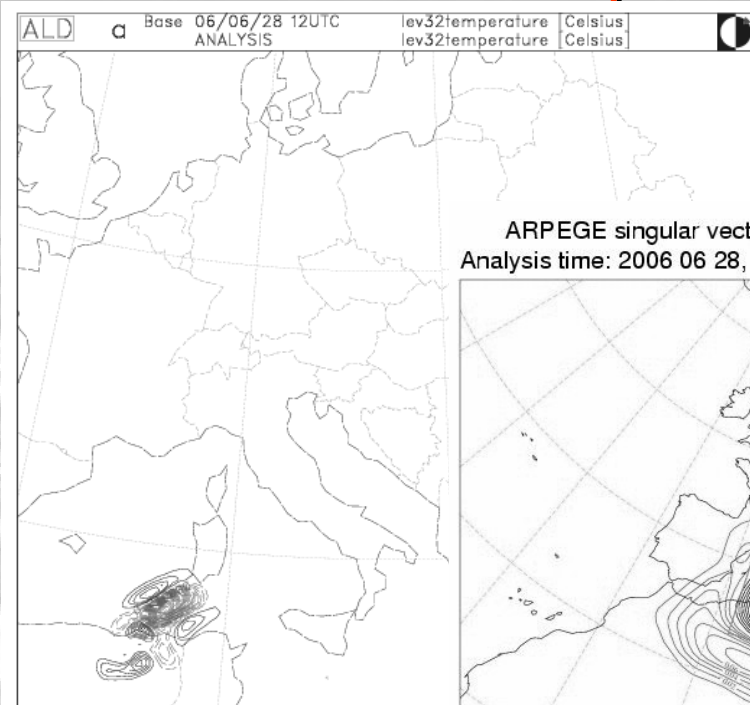 ALD a Base 06/06/28 12UTC lev32temperature [Celsius]
ANALYSIS lev32temperature [Celsius]
ARPEGE singular vect
Analysis time: 2006 06 28,